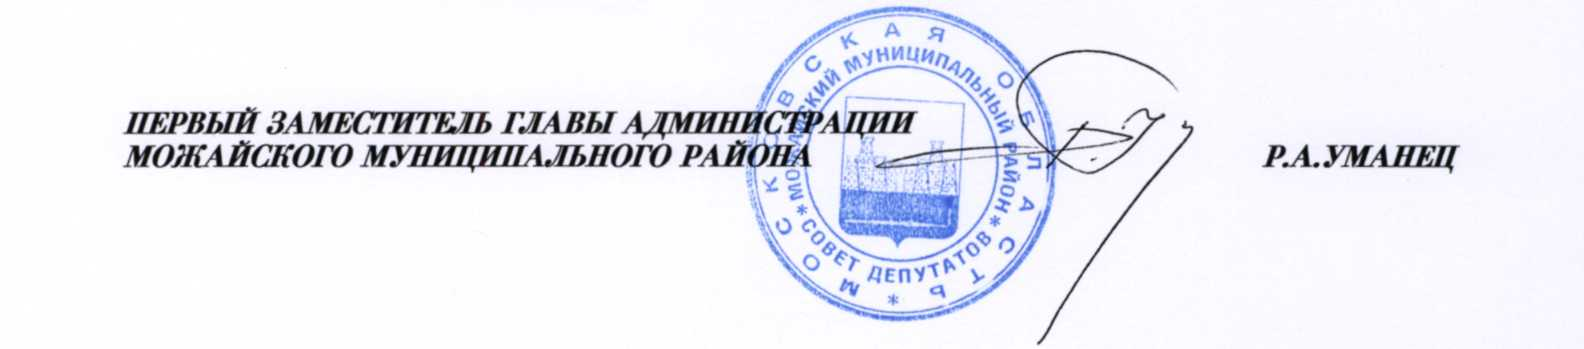 ПЕРВЫЙ ЗАМЕСТИТЕЛЬ ГЛАВЫ АДМИНИСТРАЦИИ
МОЖАЙСКОГО МУНИЦИПАЛЬНОГО РАЙОНА
Р.А.УМАНЕЦ
МОСКОВСКАЯ ОБЛАСТЬ *
МОЖАЙСКИЙ МУНИЦИПАЛЬНЫЙ РАЙОН
* СОВЕТ ДЕПУТАТОВ *